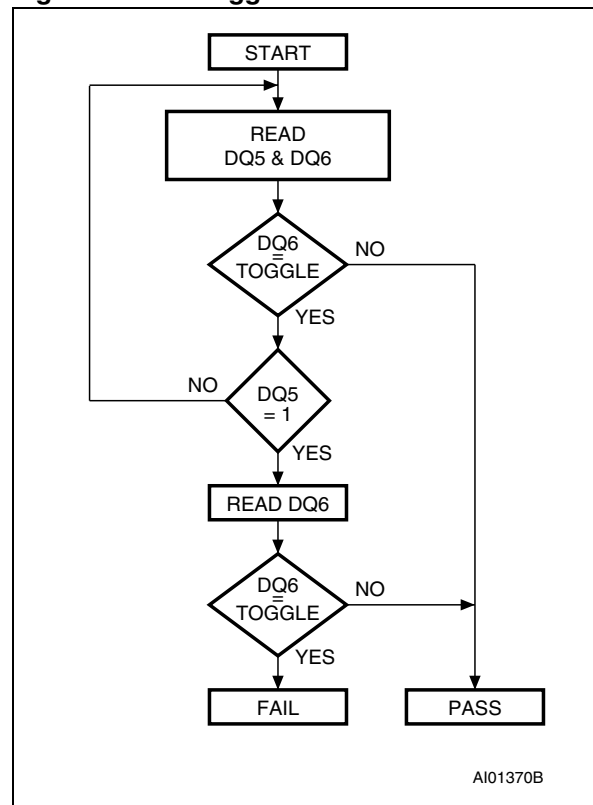 START
READ
DQ5 & DQ6
DQ6
=
TOGGLE
NO
YES
NO
DQ5
= 1
YES
READ DQ6
DQ6
=
TOGGLE
NO
YES
FAIL
PASS
AI01370B